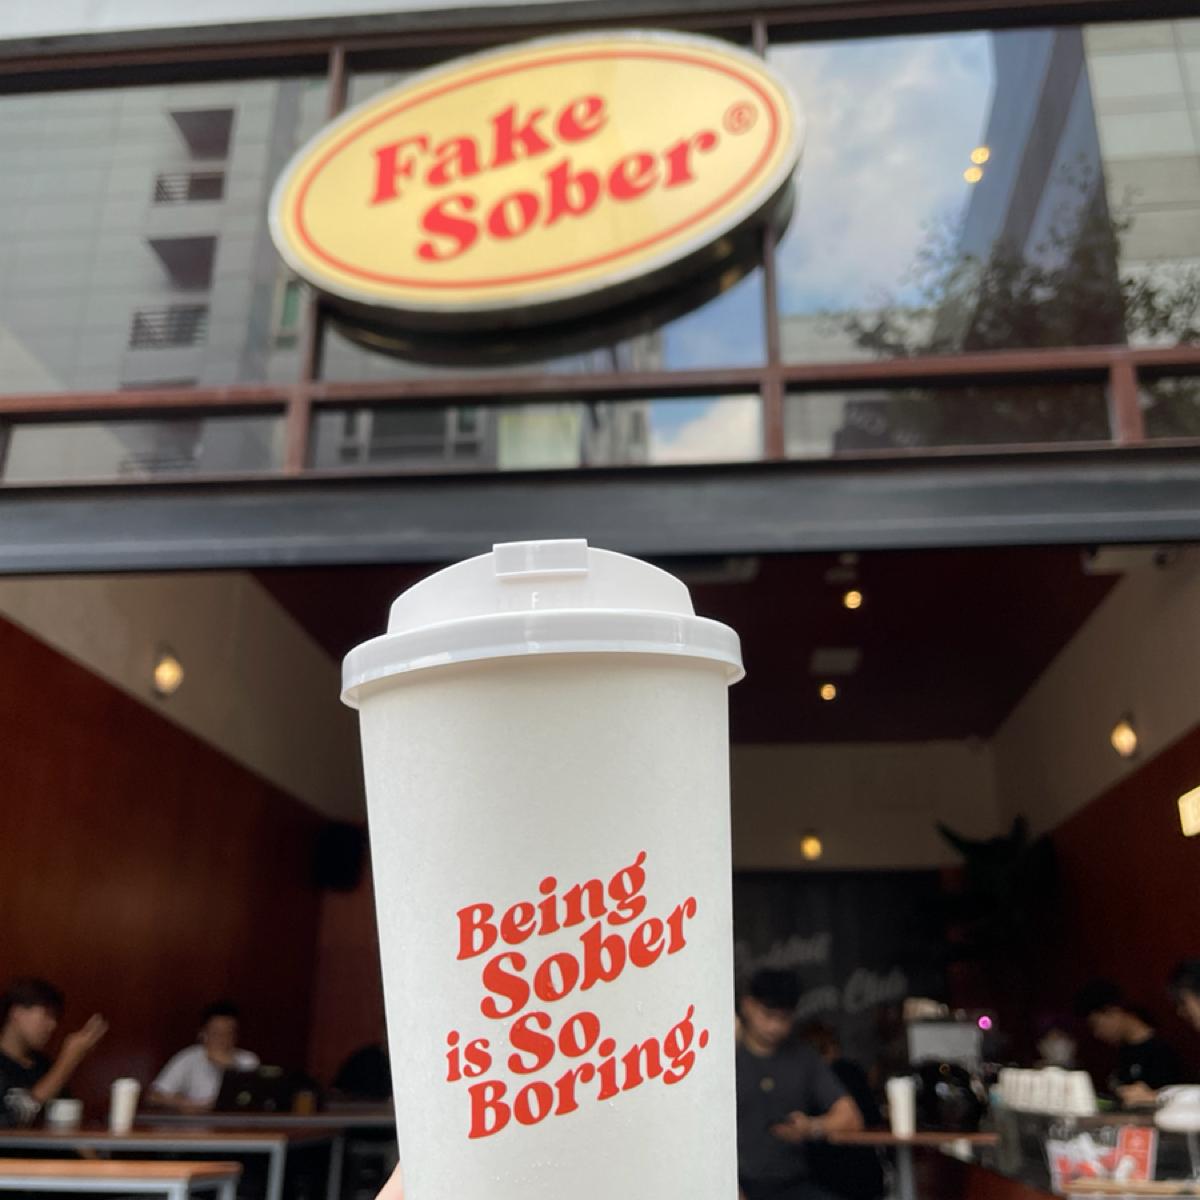 Fake
Sober®
Being
Sober
is So
Boring.